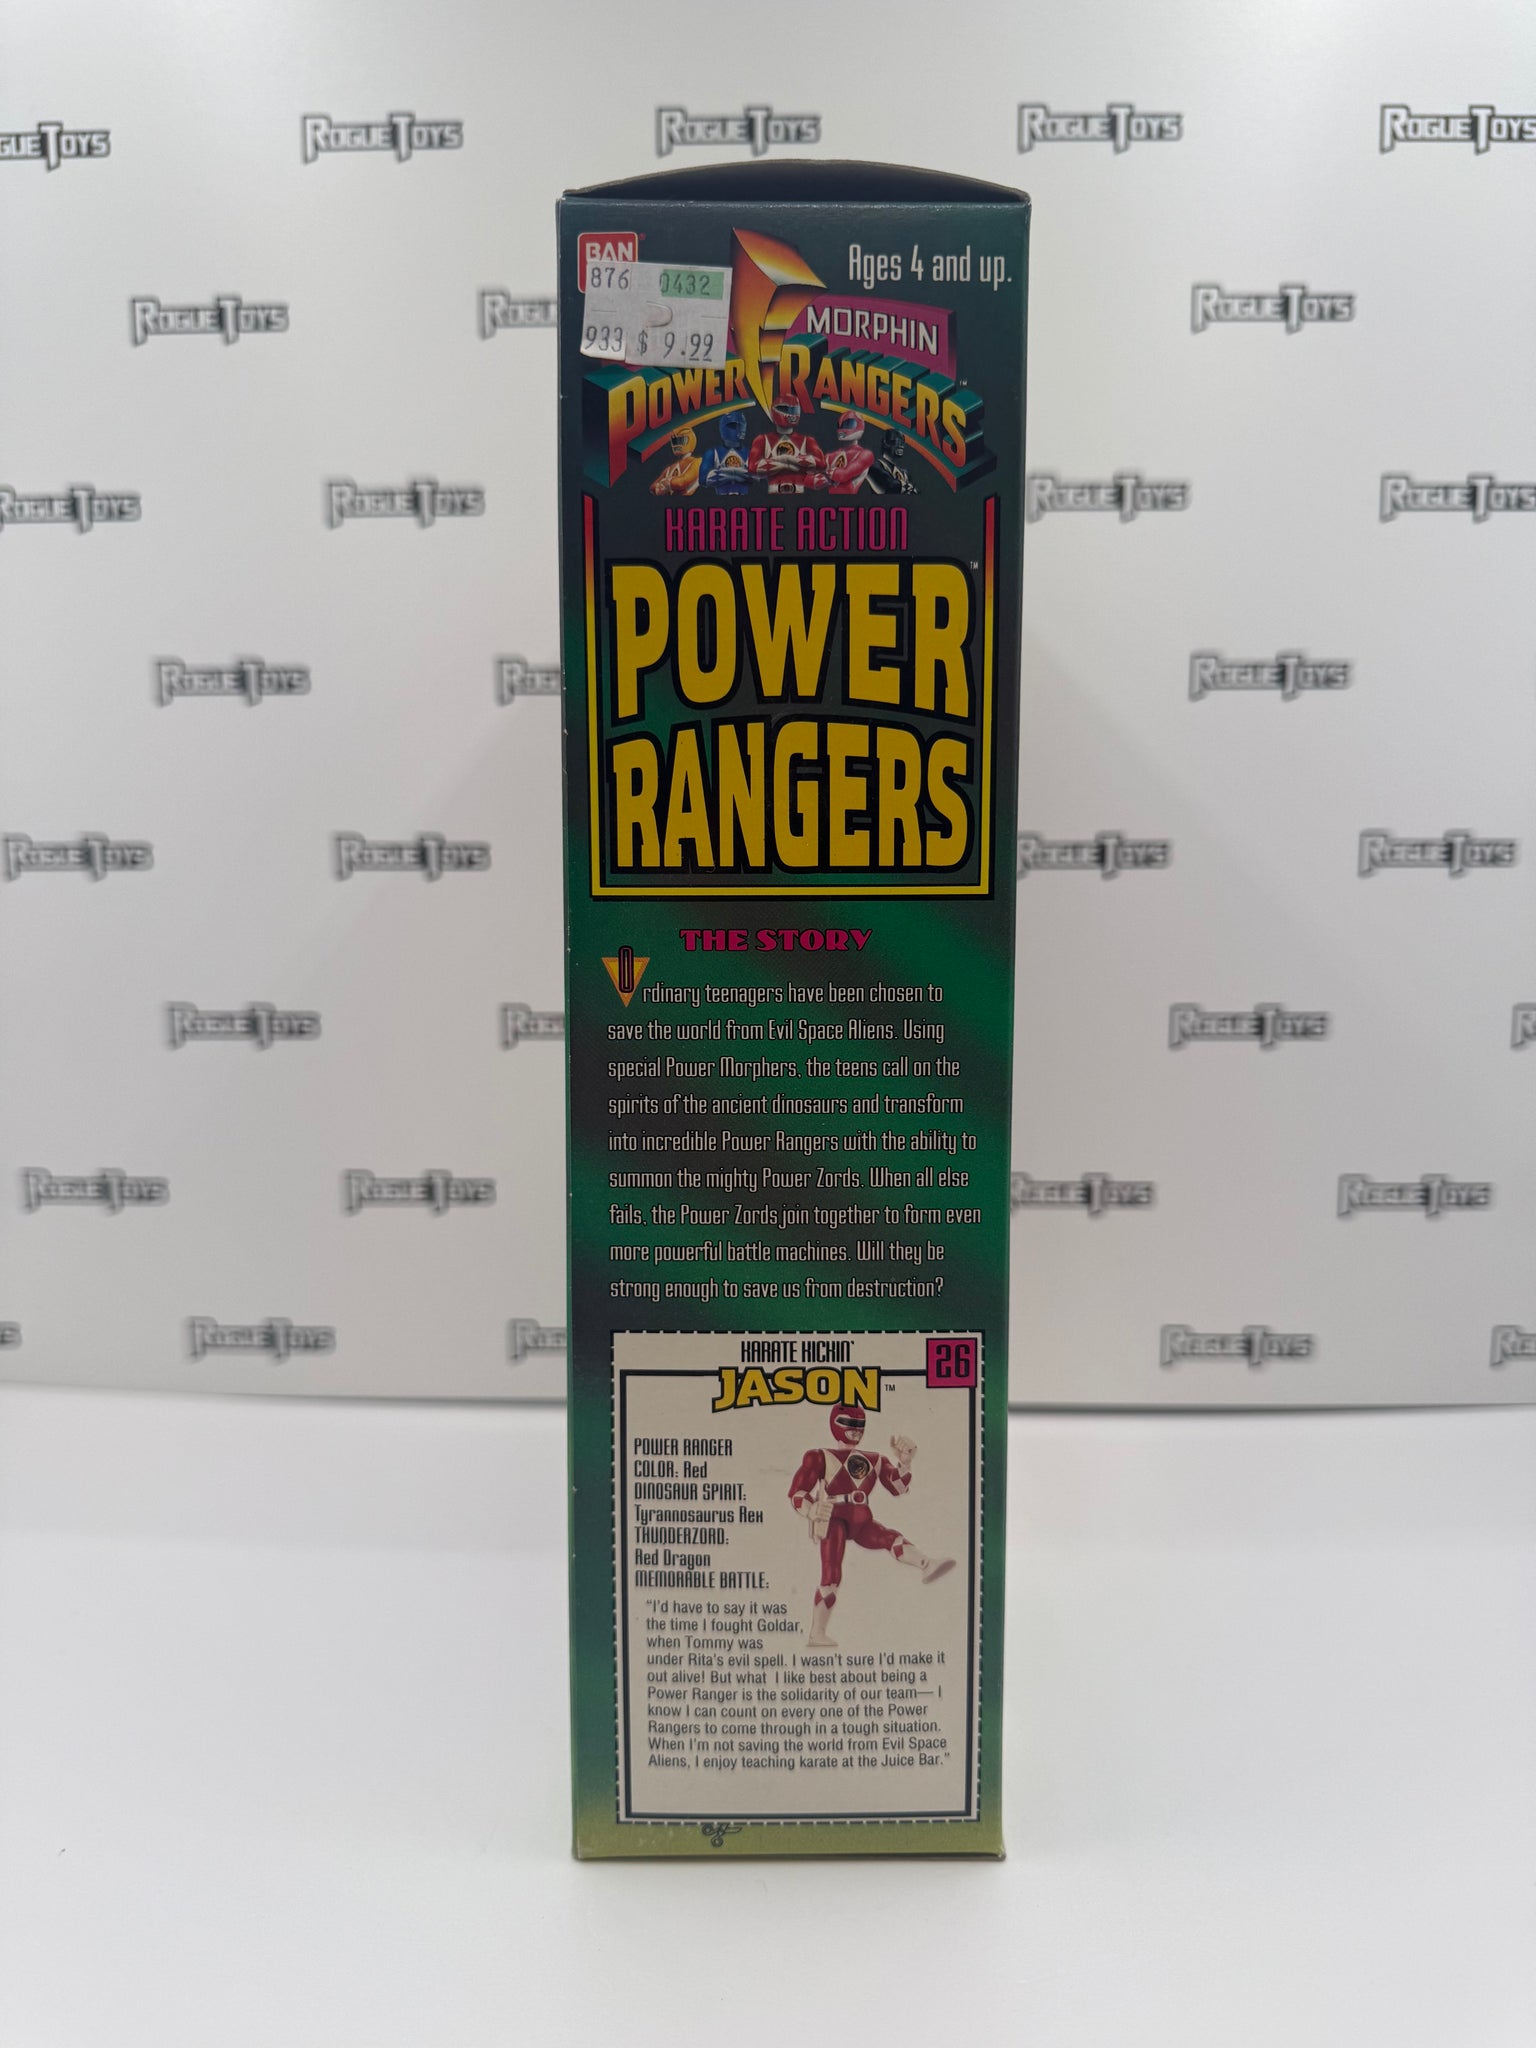 ROGUE TOYS
BAN
Ages 4 and up.
876 0432
933 $ 9.99
MORPHIN
POWER RANGERS™
KARATE ACTION
POWER™
RANGERS
THE STORY
Ordinary teenagers have been chosen to
save the world from Evil Space Aliens. Using
special Power Morphers, the teens call on the
spirits of the ancient dinosaurs and transform
into incredible Power Rangers with the ability to
summon the mighty Power Zords. When all else
fails, the Power Zords join together to form even
more powerful battle machines. Will they be
strong enough to save us from destruction?
KARATE KICKIN'
26
JASON™
POWER RANGER
COLOR: Red
DINOSAUR SPIRIT:
Tyrannosaurus Rex
THUNDERZORD:
Red Dragon
MEMORABLE BATTLE:
"I'd have to say it was
the time I fought Goldar,
when Tommy was
under Rita's evil spell. I wasn't sure I'd make it
out alive! But what I like best about being a
Power Ranger is the solidarity of our team— I
know I can count on every one of the Power
Rangers to come through in a tough situation.
When I'm not saving the world from Evil Space
Aliens, I enjoy teaching karate at the Juice Bar."